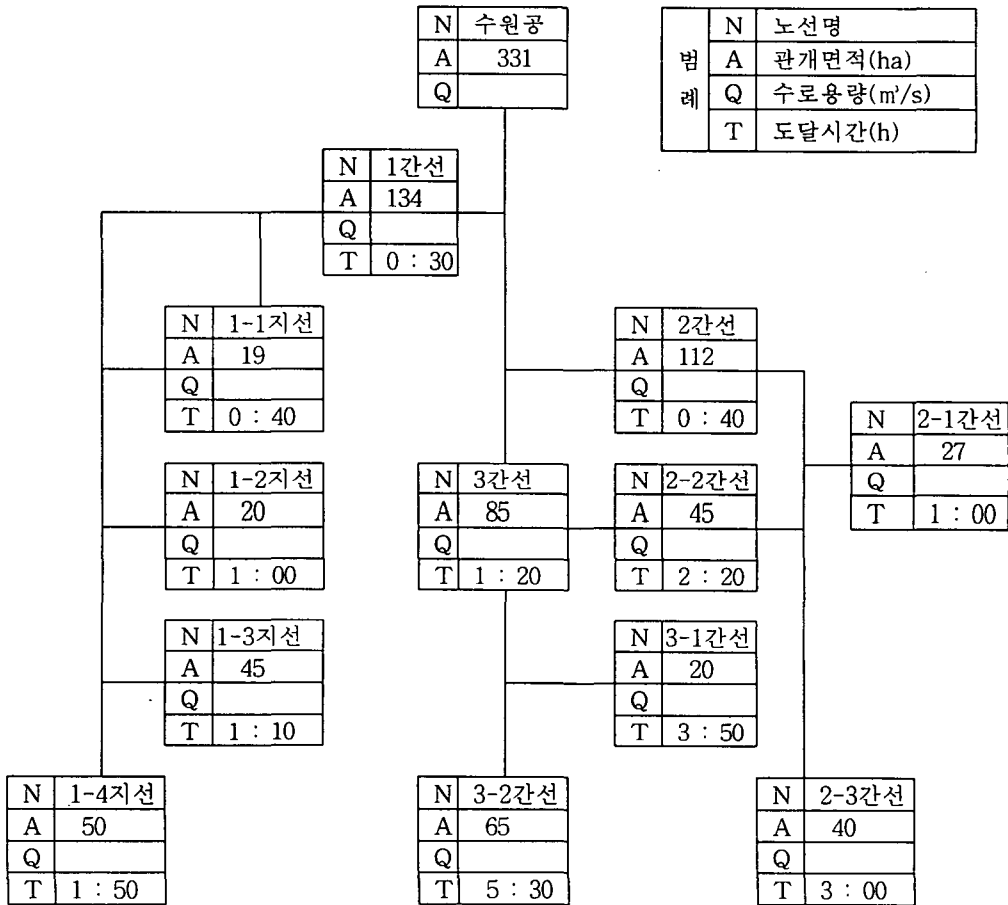 N 수원공
A 331
Q
범례
N 노선명
A 관개면적(ha)
Q 수로용량(㎥/s)
T 도달시간(h)
N 1간선
A 134
Q
T 0 : 30
N 1-1지선
A 19
Q
T 0 : 40
N 2간선
A 112
Q
T 0 : 40
N 2-1간선
A 27
Q
T 1 : 00
N 1-2지선
A 20
Q
T 1 : 00
N 3간선
A 85
Q
T 1 : 20
N 2-2간선
A 45
Q
T 2 : 20
N 1-3지선
A 45
Q
T 1 : 10
N 3-1간선
A 20
Q
T 3 : 50
N 1-4지선
A 50
Q
T 1 : 50
N 3-2간선
A 65
Q
T 5 : 30
N 2-3간선
A 40
Q
T 3 : 00